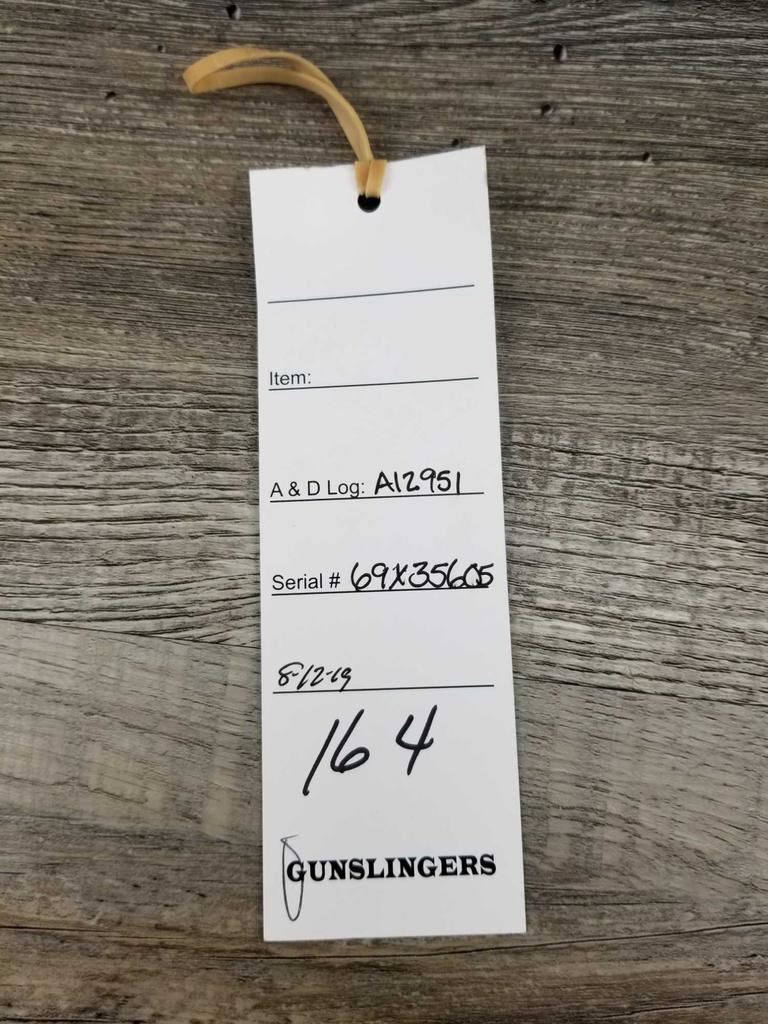 Item:
A & D Log: A12951
Serial # 69X35605
8-12-19
164
GUNSLINGERS